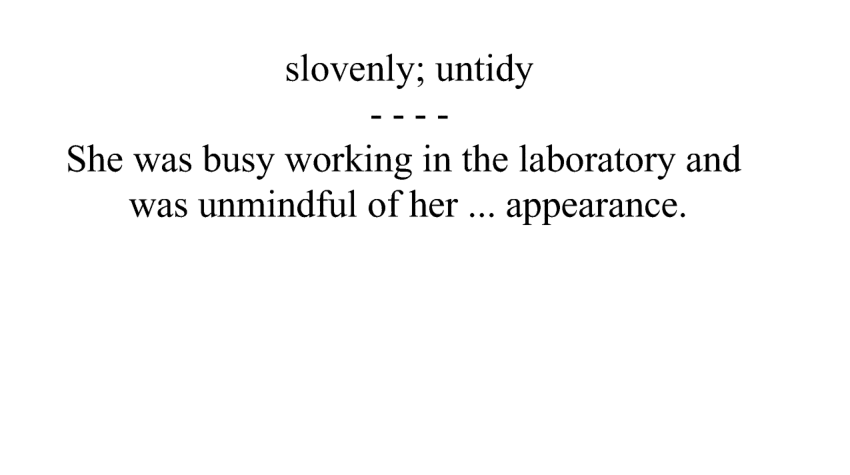 slovenly; untidy
- - - -
She was busy working in the laboratory and
was unmindful of her ... appearance.